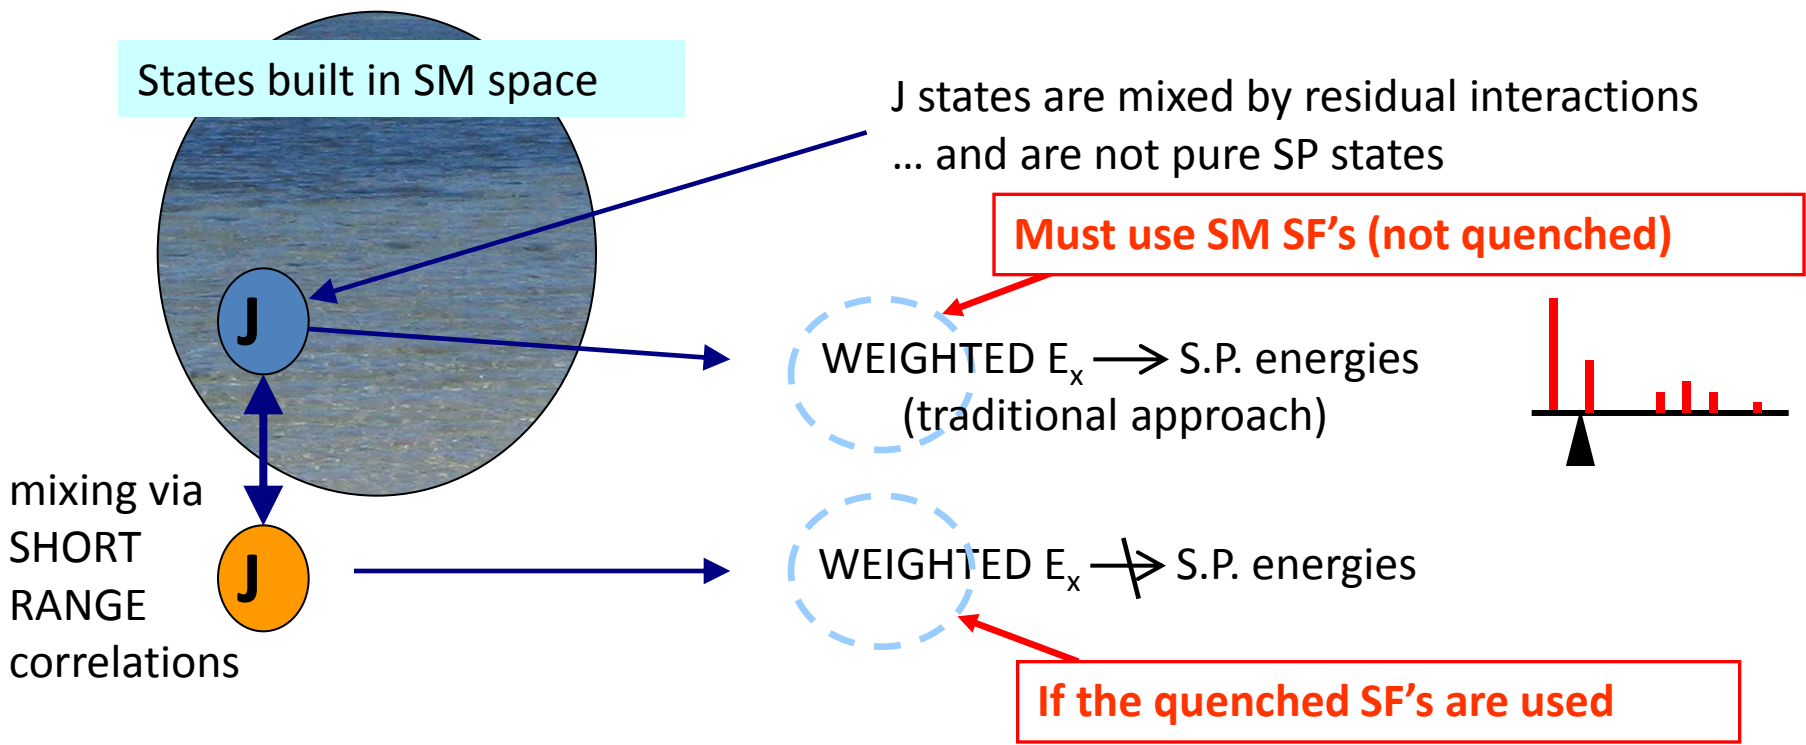 States built in SM space
J states are mixed by residual interactions
... and are not pure SP states
Must use SM SF's (not quenched)
J
WEIGHTED Eₓ → S.P. energies
(traditional approach)
mixing via
SHORT
RANGE
correlations
J
WEIGHTED Eₓ ↛ S.P. energies
If the quenched SF's are used